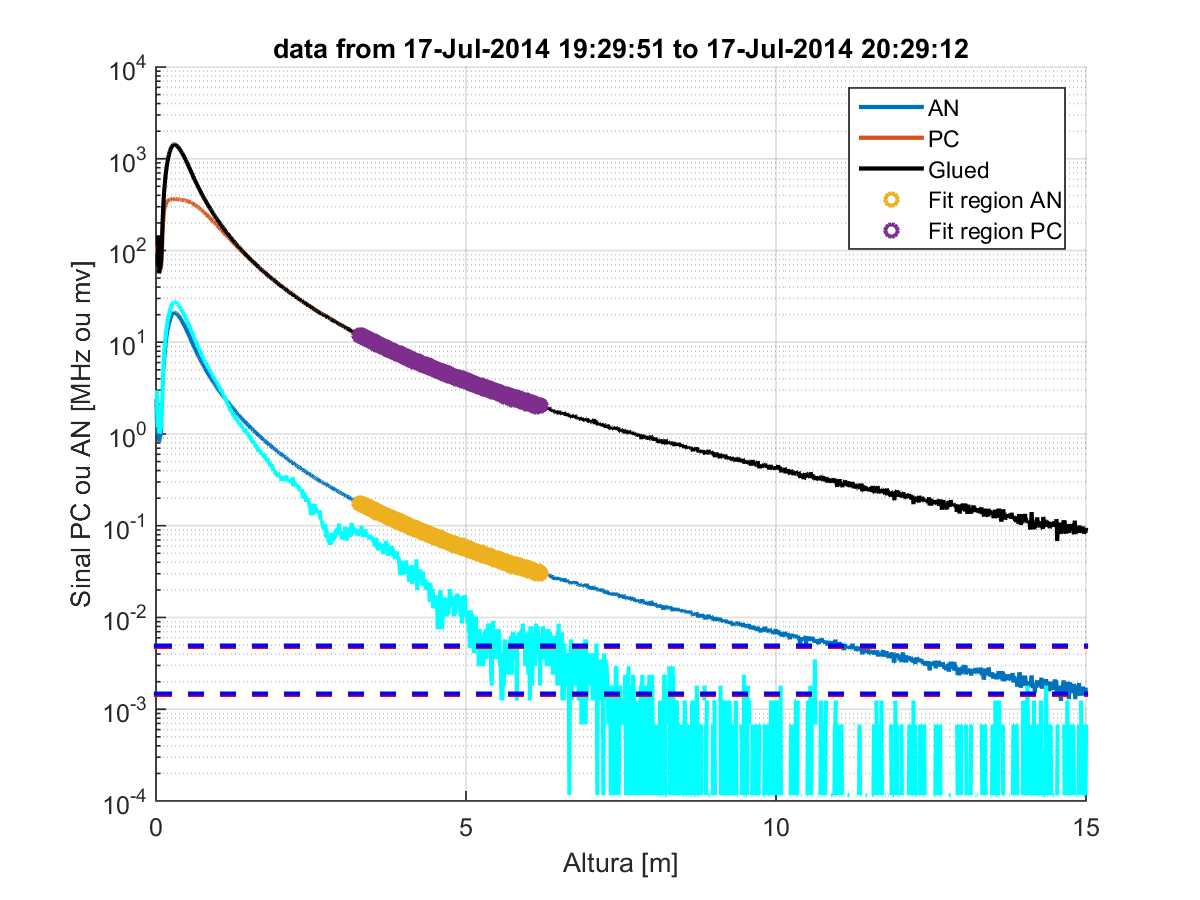 data from 17-Jul-2014 19:29:51 to 17-Jul-2014 20:29:12
AN
PC
Glued
Fit region AN
Fit region PC
Sinal PC ou AN [MHz ou mv]
10^4
10^3
10^2
10^1
10^0
10^-1
10^-2
10^-3
10^-4
0 5 10 15
Altura [m]